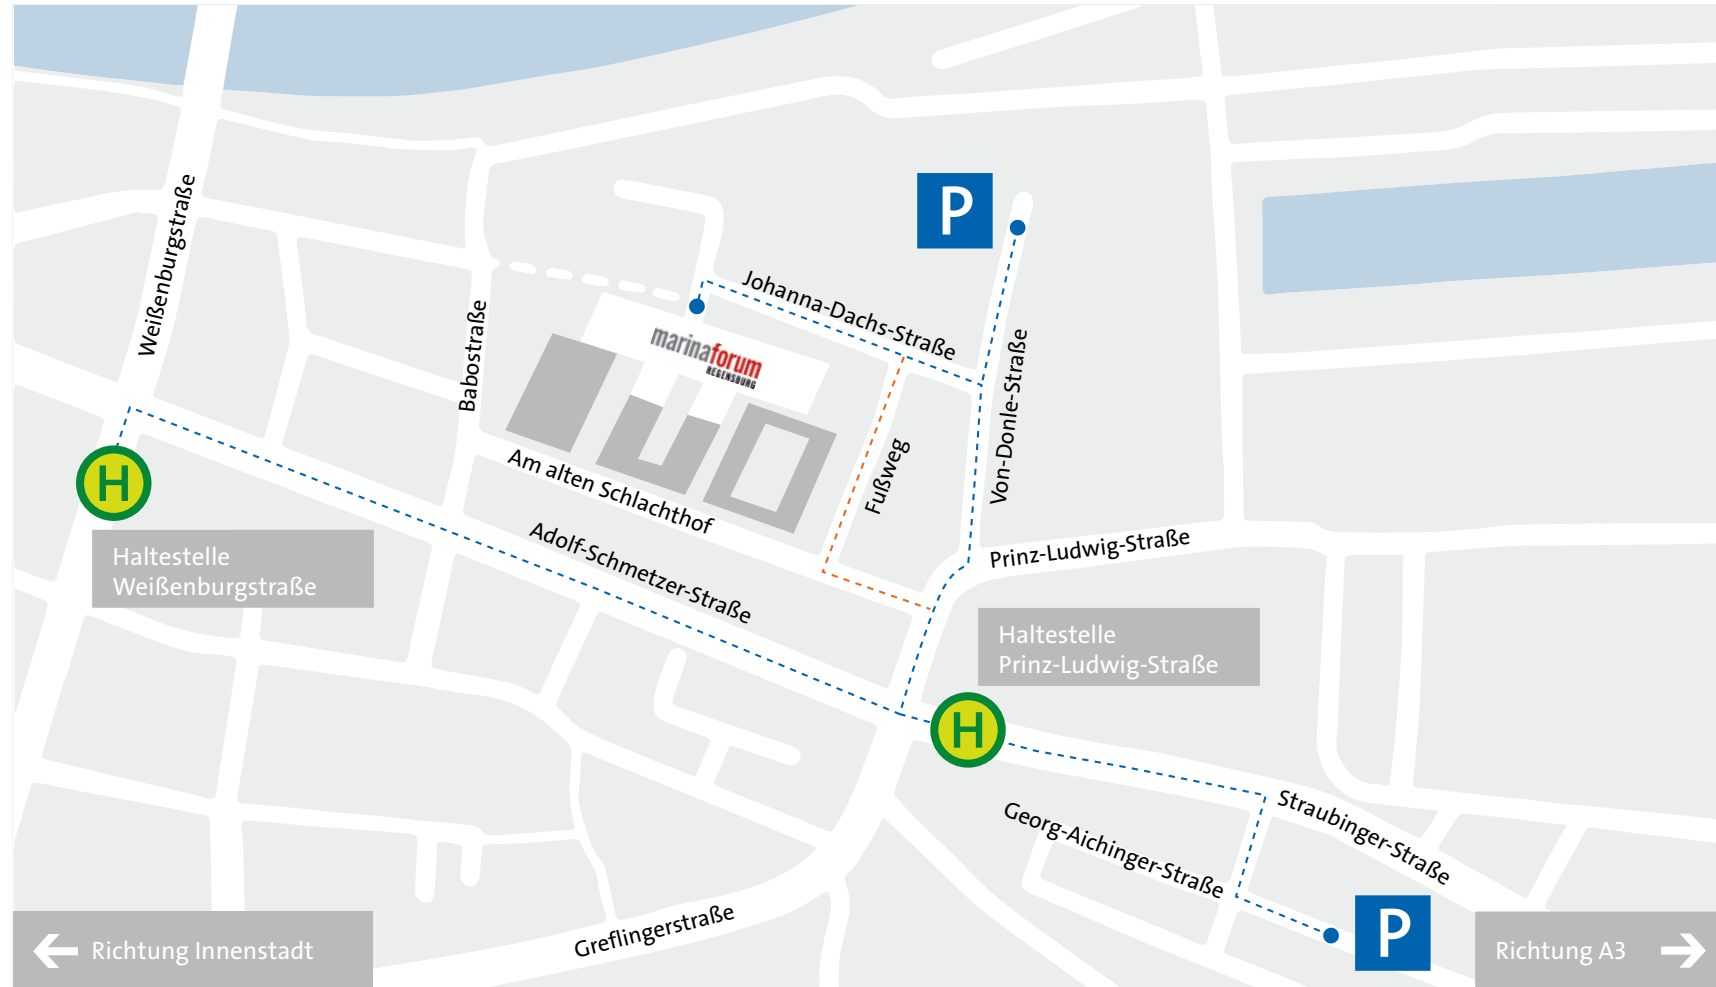 P
Weißenburgstraße
Johanna-Dachs-Straße
Babostraße
marinaforum
REGENSBURG
Von-Donle-Straße
Fußweg
Am alten Schlachthof
H
Haltestelle
Weißenburgstraße
Adolf-Schmetzer-Straße
Prinz-Ludwig-Straße
Haltestelle
Prinz-Ludwig-Straße
H
Straubinger-Straße
Georg-Aichinger-Straße
Greflingerstraße
P
Richtung Innenstadt
Richtung A3